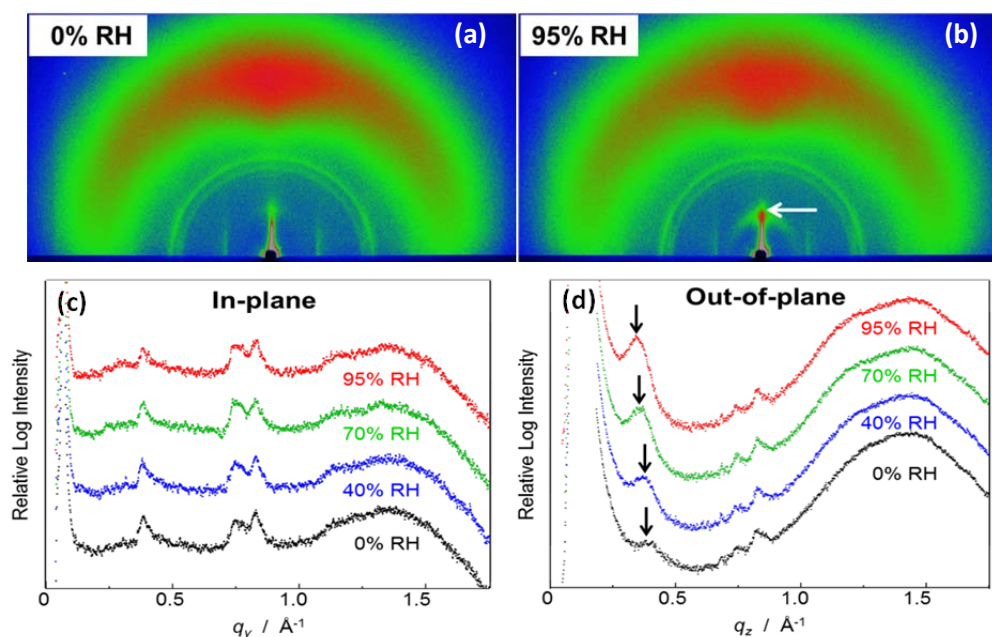 0% RH
(a)
95% RH
(b)
(c)
In-plane
Relative Log Intensity
95% RH
70% RH
40% RH
0% RH
0
0.5
1.0
1.5
qy / Å-1
(d)
Out-of-plane
Relative Log Intensity
95% RH
70% RH
40% RH
0% RH
0
0.5
1.0
1.5
qz / Å-1